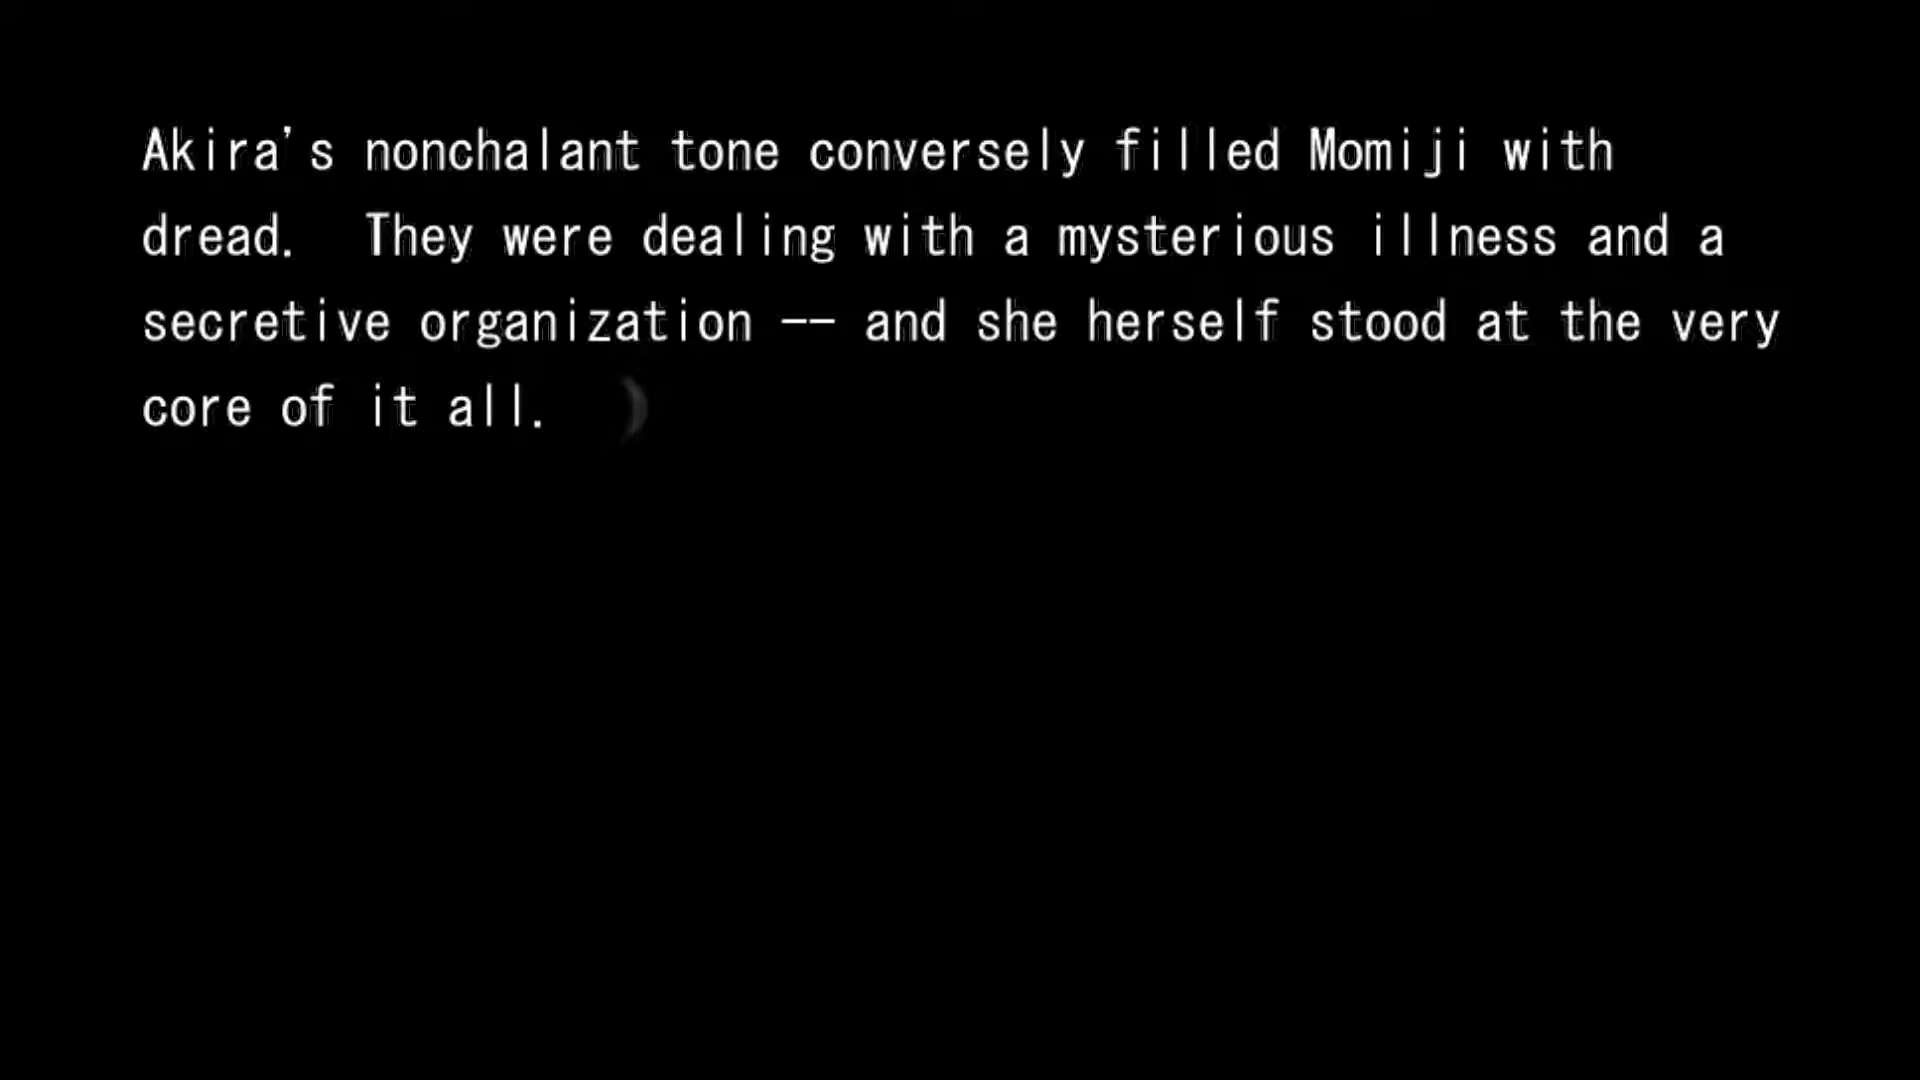 Akira's nonchalant tone conversely filled Momiji with
dread.  They were dealing with a mysterious illness and a
secretive organization -- and she herself stood at the very
core of it all.